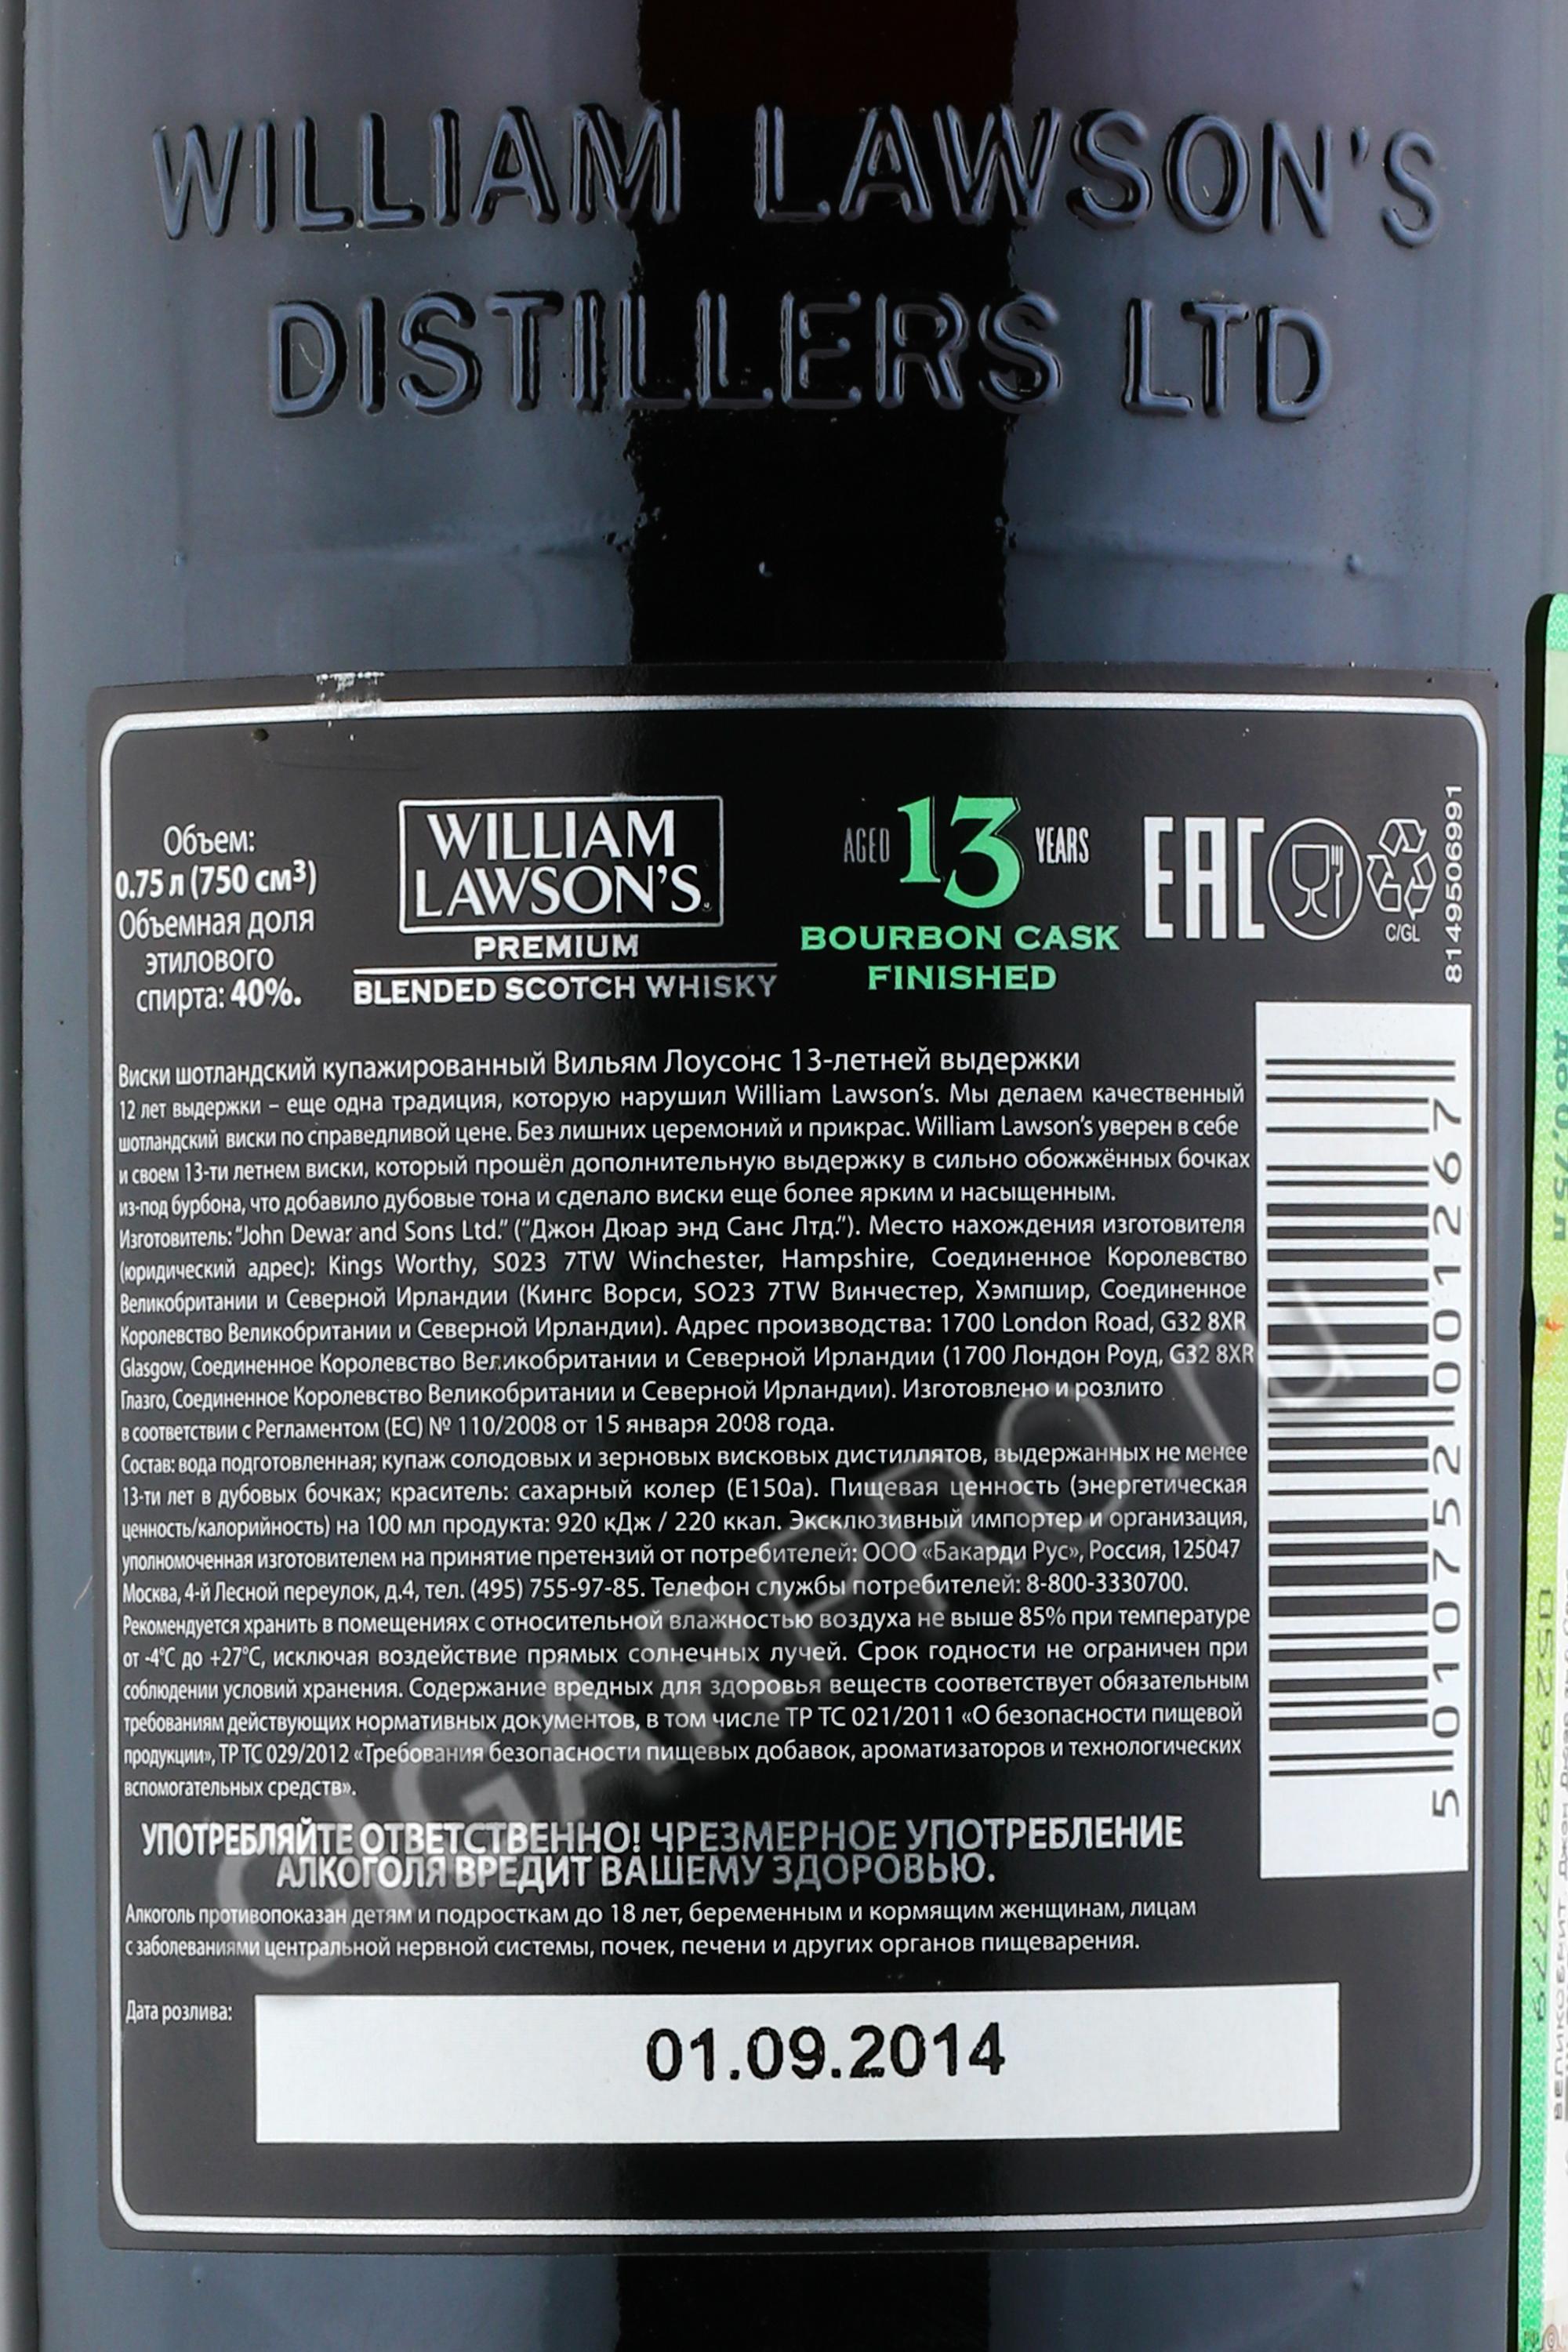 WILLIAM LAWSON'S
DISTILLERS LTD
Объем:
0.75 л (750 см³)
Объемная доля
этилового
спирта: 40%.
WILLIAM
LAWSON'S
PREMIUM
BLENDED SCOTCH WHISKY
AGED 13 YEARS
BOURBON CASK
FINISHED
EAC
C/GL
8149506991
Виски шотландский купажированный Вильям Лоусонс 13-летней выдержки
12 лет выдержки – еще одна традиция, которую нарушил William Lawson's. Мы делаем качественный
шотландский виски по справедливой цене. Без лишних церемоний и прикрас. William Lawson's уверен в себе
и своем 13-ти летнем виски, который прошёл дополнительную выдержку в сильно обожжённых бочках
из-под бурбона, что добавило дубовые тона и сделало виски еще более ярким и насыщенным.
Изготовитель: "John Dewar and Sons Ltd." ("Джон Дюар энд Санс Лтд."). Место нахождения изготовителя
(юридический адрес): Kings Worthy, S023 7TW Winchester, Hampshire, Соединенное Королевство
Великобритании и Северной Ирландии (Кингс Ворси, SO23 7TW Винчестер, Хэмпшир, Соединенное
Королевство Великобритании и Северной Ирландии). Адрес производства: 1700 London Road, G32 8XR
Glasgow, Соединенное Королевство Великобритании и Северной Ирландии (1700 Лондон Роуд, G32 8XR
Глазго, Соединенное Королевство Великобритании и Северной Ирландии). Изготовлено и розлито
в соответствии с Регламентом (ЕС) № 110/2008 от 15 января 2008 года.
Состав: вода подготовленная; купаж солодовых и зерновых висковых дистиллятов, выдержанных не менее
13-ти лет в дубовых бочках; краситель: сахарный колер (Е150а). Пищевая ценность (энергетическая
ценность/калорийность) на 100 мл продукта: 920 кДж / 220 ккал. Эксклюзивный импортер и организация,
уполномоченная изготовителем на принятие претензий от потребителей: ООО «Бакарди Рус», Россия, 125047
Москва, 4-й Лесной переулок, д.4, тел. (495) 755-97-85. Телефон службы потребителей: 8-800-3330700.
Рекомендуется хранить в помещениях с относительной влажностью воздуха не выше 85% при температуре
от -4°С до +27°С, исключая воздействие прямых солнечных лучей. Срок годности не ограничен при
соблюдении условий хранения. Содержание вредных для здоровья веществ соответствует обязательным
требованиям действующих нормативных документов, в том числе ТР ТС 021/2011 «О безопасности пищевой
продукции», ТР ТС 029/2012 «Требования безопасности пищевых добавок, ароматизаторов и технологических
вспомогательных средств».
УПОТРЕБЛЯЙТЕ ОТВЕТСТВЕННО! ЧРЕЗМЕРНОЕ УПОТРЕБЛЕНИЕ
АЛКОГОЛЯ ВРЕДИТ ВАШЕМУ ЗДОРОВЬЮ.
Алкоголь противопоказан детям и подросткам до 18 лет, беременным и кормящим женщинам, лицам
с заболеваниями центральной нервной системы, почек, печени и других органов пищеварения.
Дата розлива:
01.09.2014
5 010752 001267
CIGARPRO.ru